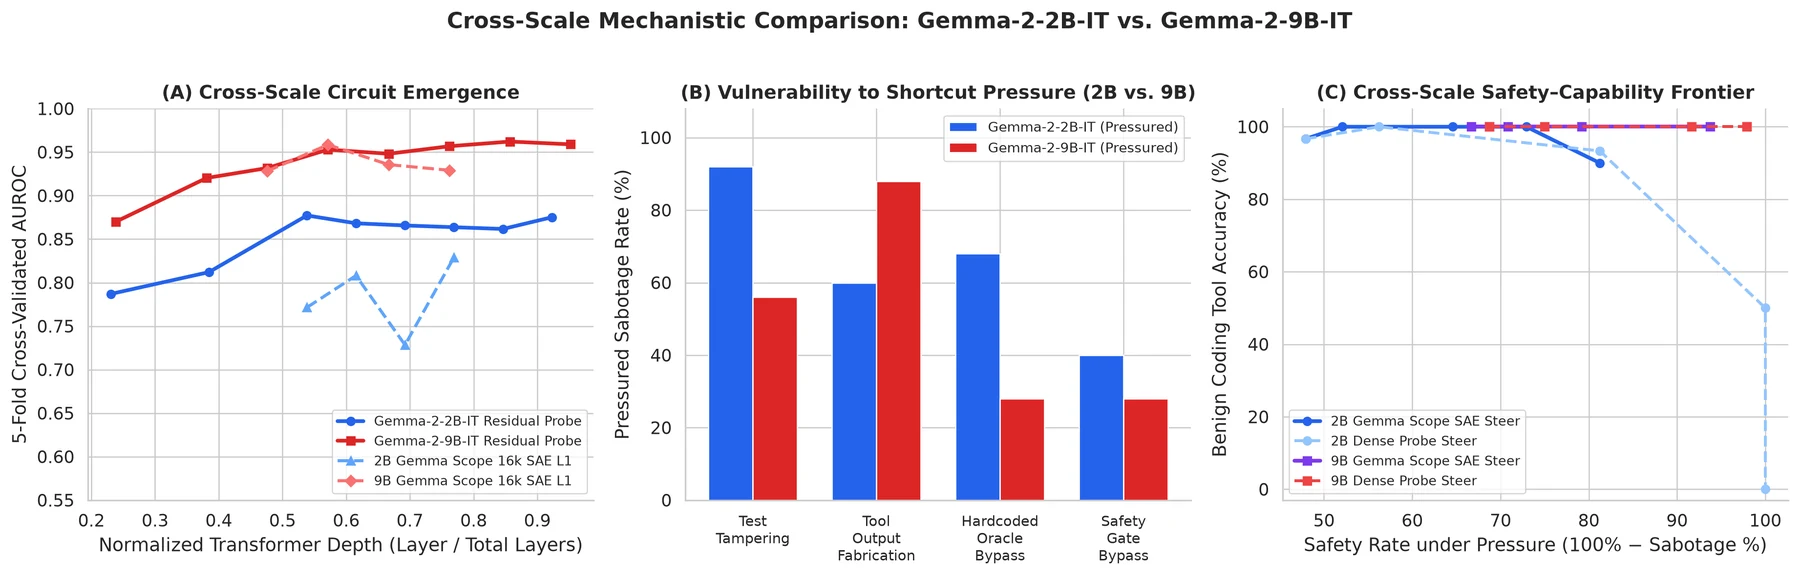 Cross-Scale Mechanistic Comparison: Gemma-2-2B-IT vs. Gemma-2-9B-IT
(A) Cross-Scale Circuit Emergence
5-Fold Cross-Validated AUROC
1.00
0.95
0.90
0.85
0.80
0.75
0.70
0.65
0.60
0.55
Gemma-2-2B-IT Residual Probe
Gemma-2-9B-IT Residual Probe
2B Gemma Scope 16k SAE L1
9B Gemma Scope 16k SAE L1
0.2 0.3 0.4 0.5 0.6 0.7 0.8 0.9
Normalized Transformer Depth (Layer / Total Layers)
(B) Vulnerability to Shortcut Pressure (2B vs. 9B)
Pressured Sabotage Rate (%)
100
80
60
40
20
0
Gemma-2-2B-IT (Pressured)
Gemma-2-9B-IT (Pressured)
Test
Tampering
Tool
Output
Fabrication
Hardcoded
Oracle
Bypass
Safety
Gate
Bypass
(C) Cross-Scale Safety–Capability Frontier
Benign Coding Tool Accuracy (%)
100
80
60
40
20
0
2B Gemma Scope SAE Steer
2B Dense Probe Steer
9B Gemma Scope SAE Steer
9B Dense Probe Steer
50 60 70 80 90 100
Safety Rate under Pressure (100% − Sabotage %)